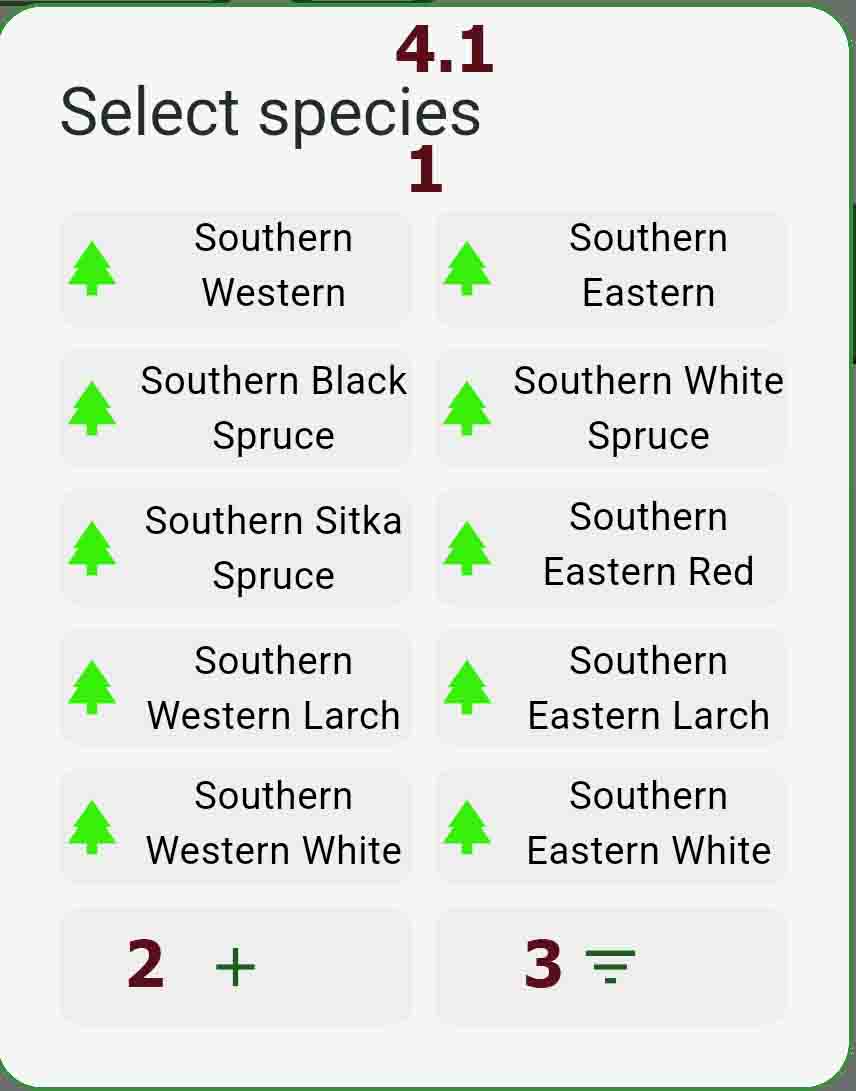 4.1
Select species
1
Southern
Western
Southern
Eastern
Southern Black
Spruce
Southern White
Spruce
Southern Sitka
Spruce
Southern
Eastern Red
Southern
Western Larch
Southern
Eastern Larch
Southern
Western White
Southern
Eastern White
2 +
3